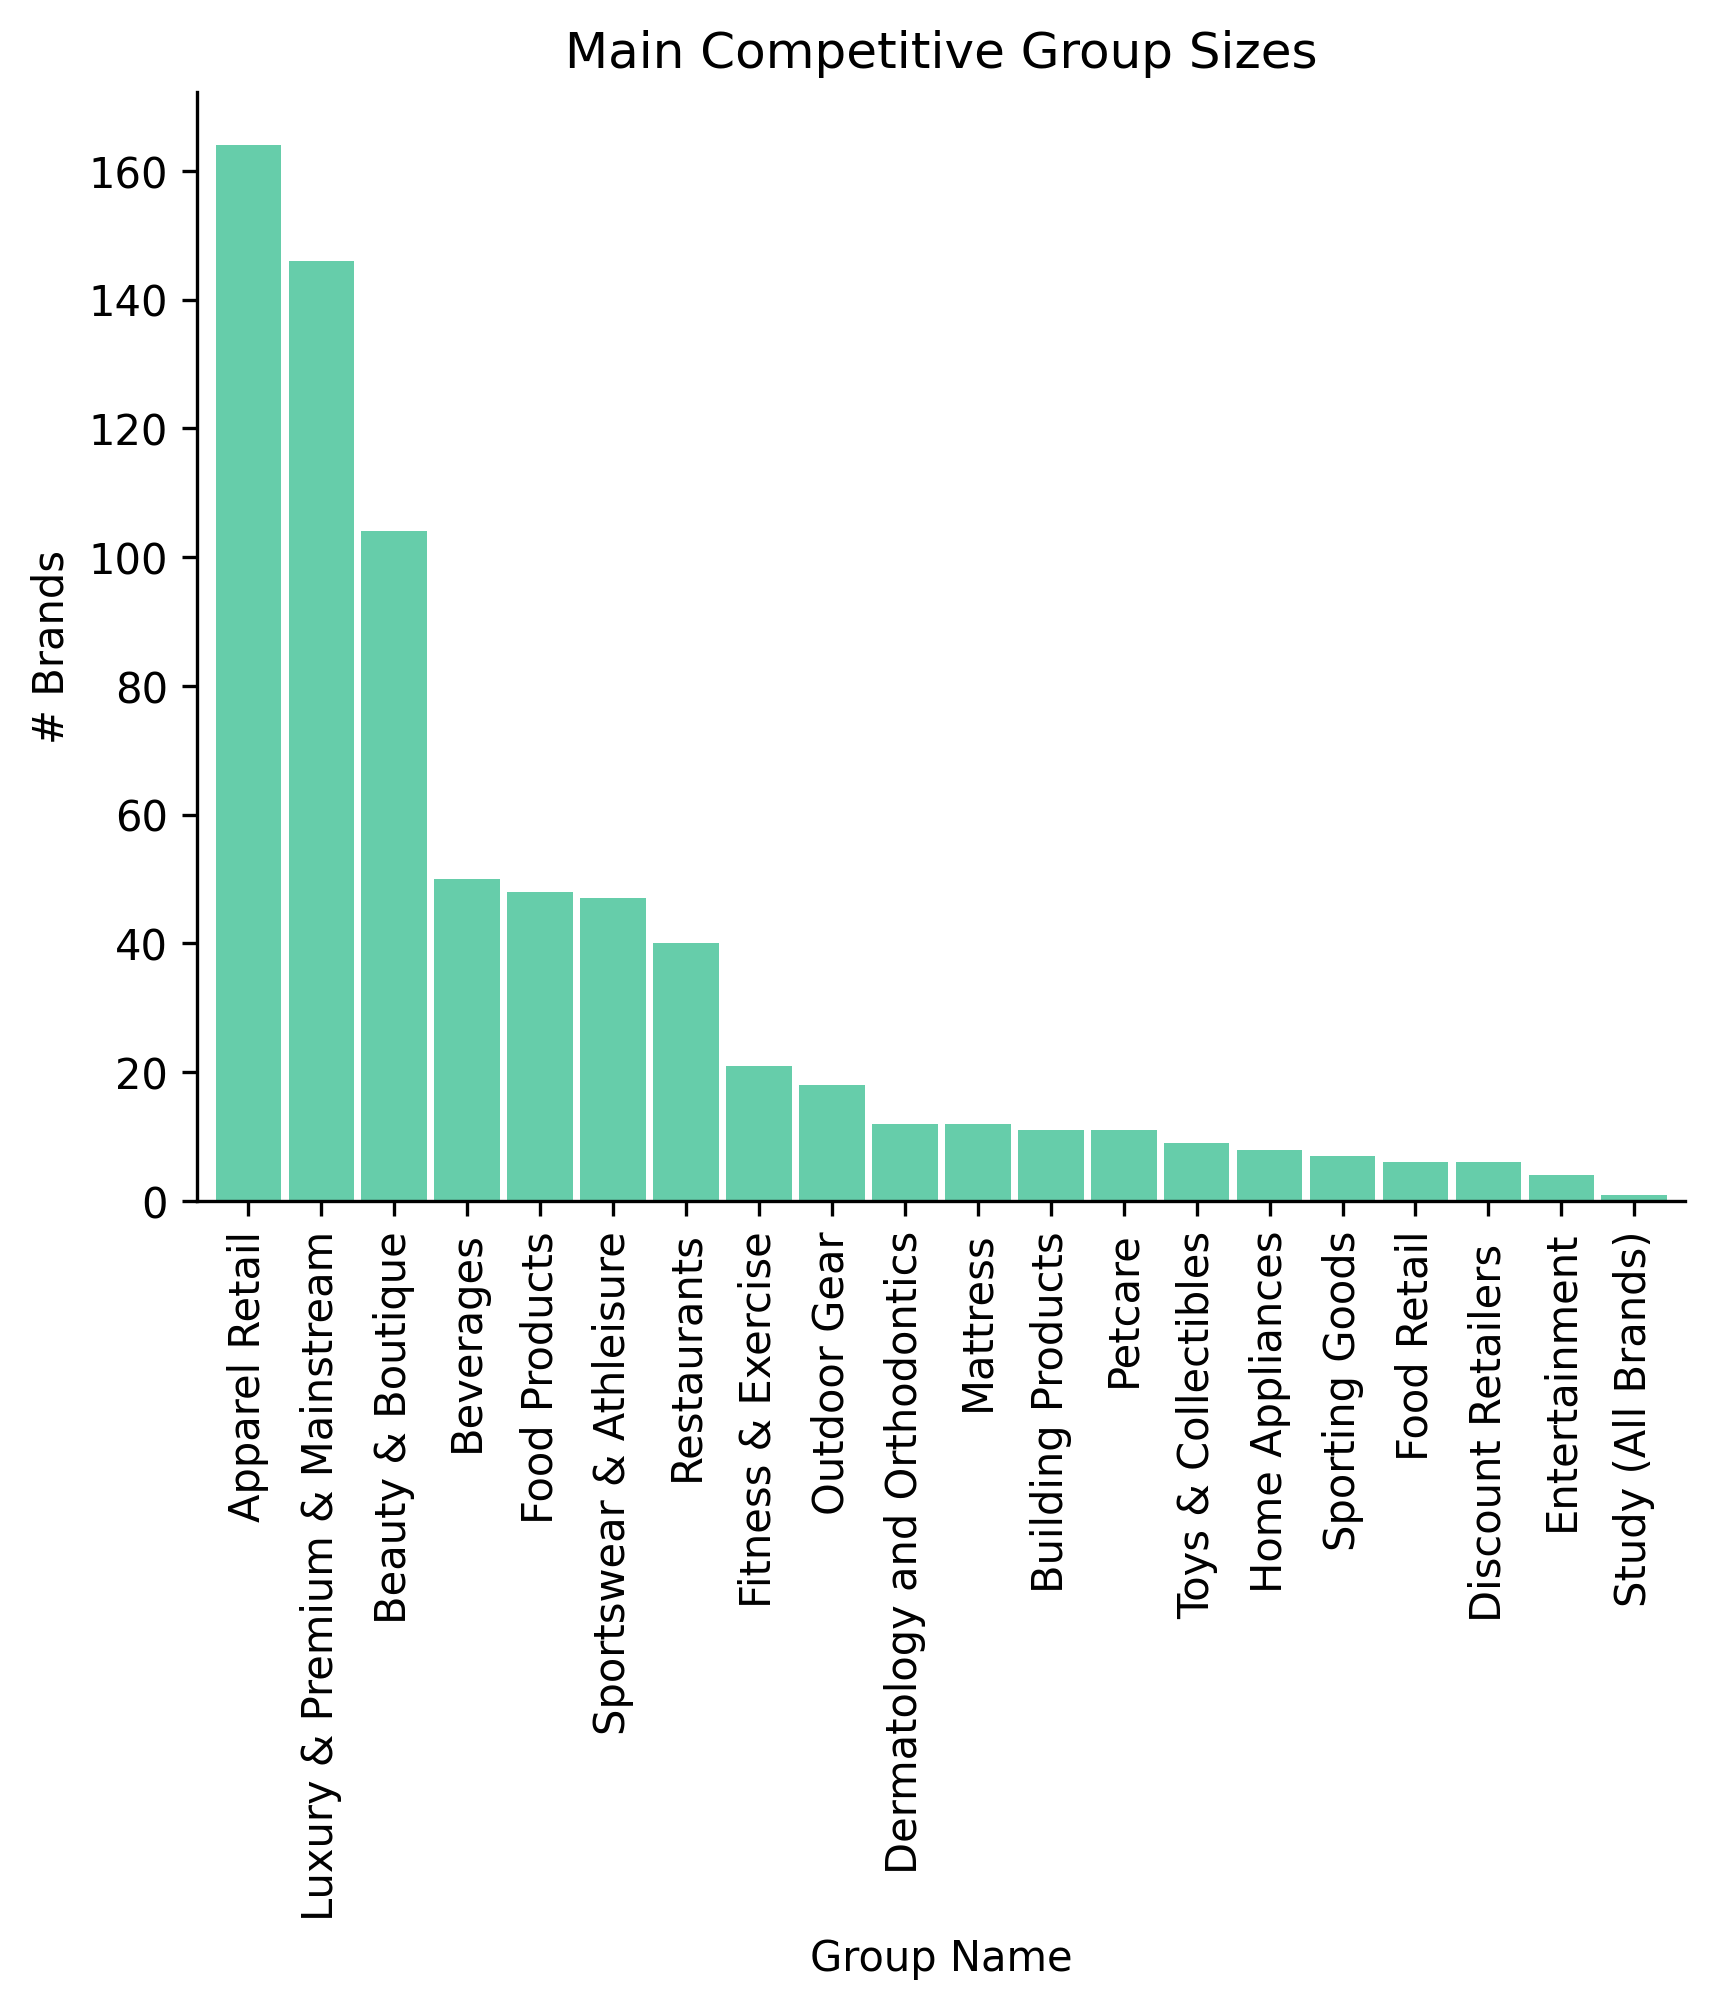 Main Competitive Group Sizes
# Brands
160
140
120
100
80
60
40
20
0
Apparel Retail
Luxury & Premium & Mainstream
Beauty & Boutique
Beverages
Food Products
Sportswear & Athleisure
Restaurants
Fitness & Exercise
Outdoor Gear
Dermatology and Orthodontics
Mattress
Building Products
Petcare
Toys & Collectibles
Home Appliances
Sporting Goods
Food Retail
Discount Retailers
Entertainment
Study (All Brands)
Group Name